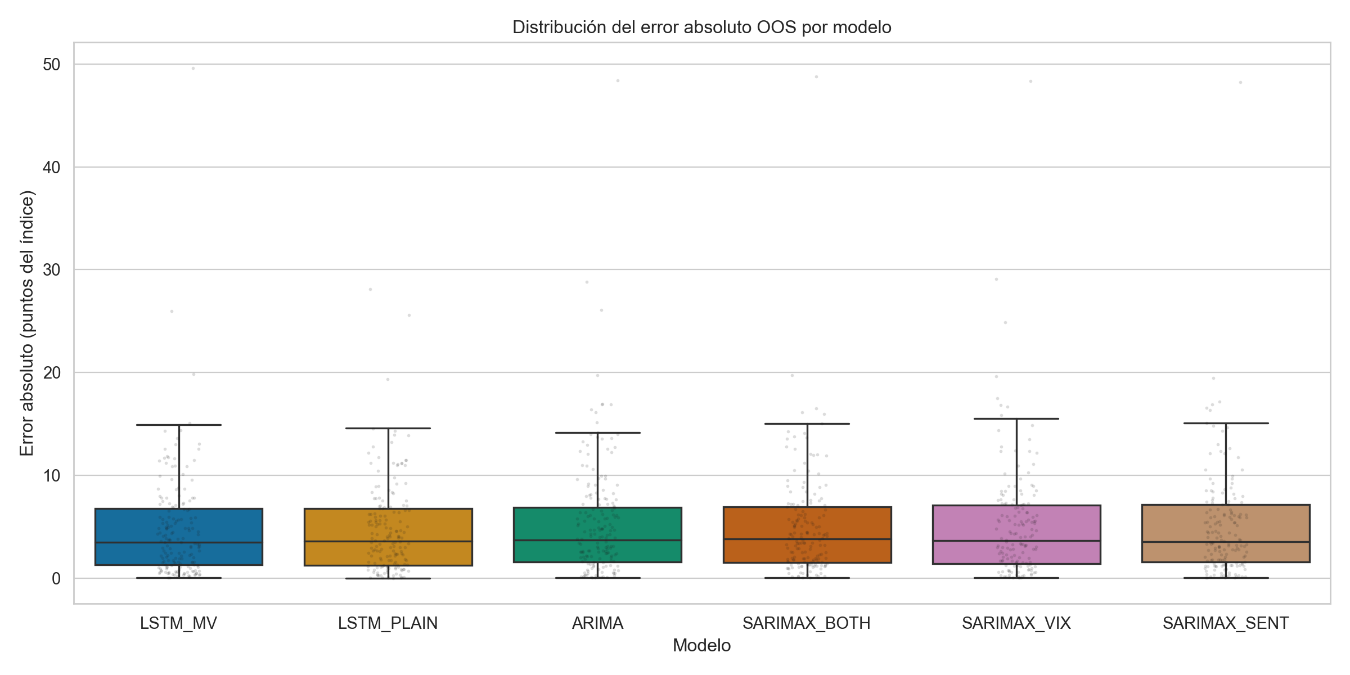 Distribución del error absoluto OOS por modelo
Error absoluto (puntos del índice)
50
40
30
20
10
0
LSTM_MV LSTM_PLAIN ARIMA SARIMAX_BOTH SARIMAX_VIX SARIMAX_SENT
Modelo